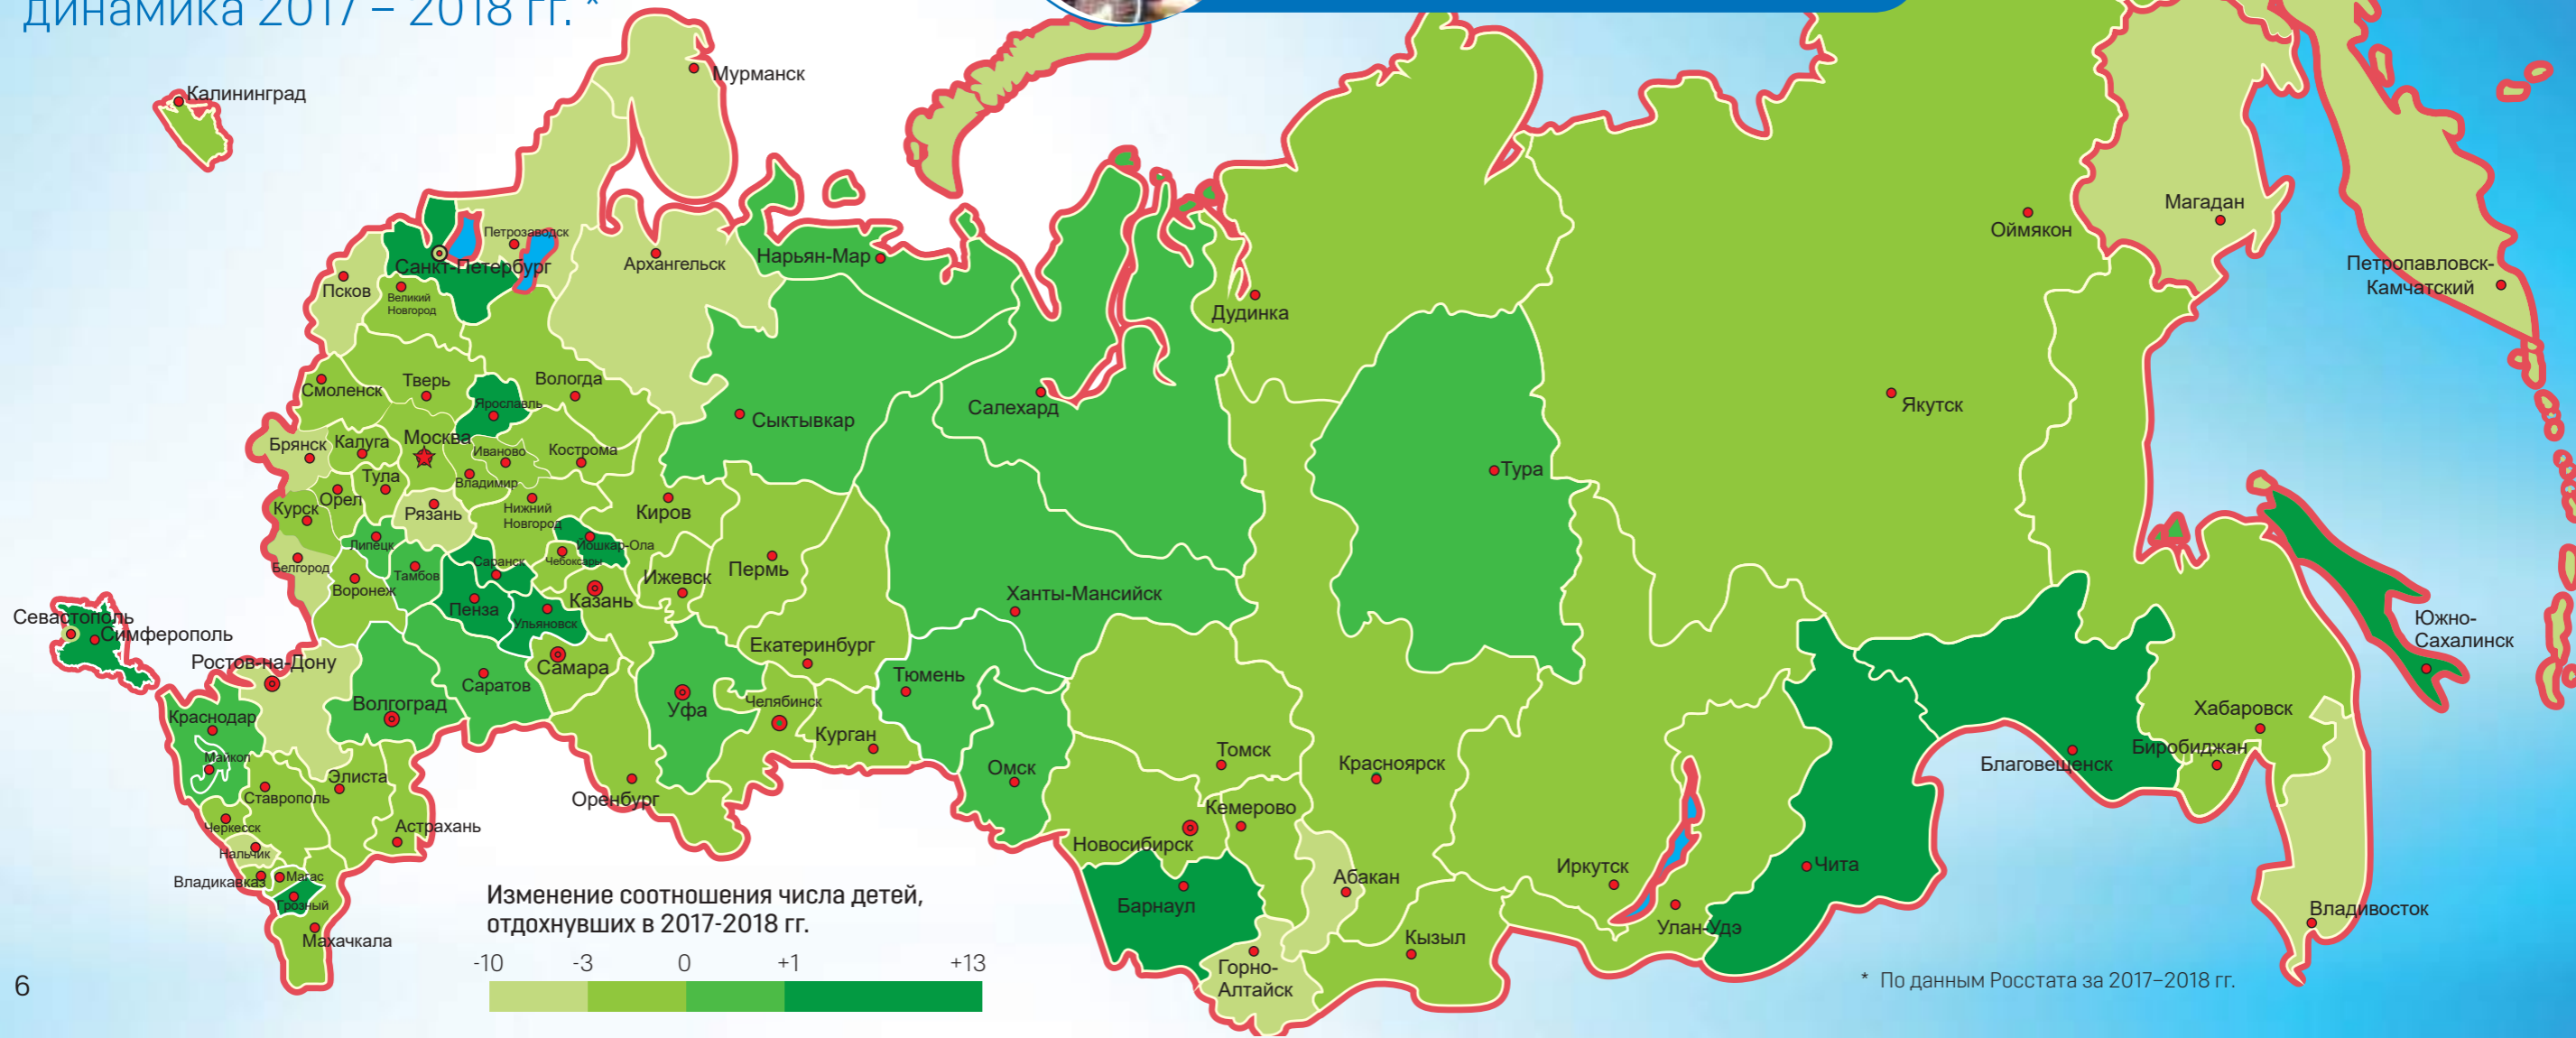 динамика 2017 – 2018 гг. *
Мурманск
Калининград
Магадан
Оймякон
Петрозаводск
Санкт-Петербург
Архангельск
Нарьян-Мар
Петропавловск-
Камчатский
Псков
Великий
Новгород
Дудинка
Смоленск
Тверь
Вологда
Ярославль
Салехард
Сыктывкар
Якутск
Брянск
Калуга
Москва
Иваново
Кострома
Тула
Владимир
Тура
Орел
Курск
Рязань
Нижний
Новгород
Киров
Липецк
Йошкар-Ола
Белгород
Тамбов
Саранск
Чебоксары
Воронеж
Пенза
Казань
Ижевск
Пермь
Ханты-Мансийск
Ульяновск
Севастополь
Симферополь
Южно-
Сахалинск
Ростов-на-Дону
Екатеринбург
Самара
Саратов
Тюмень
Волгоград
Уфа
Челябинск
Краснодар
Курган
Хабаровск
Майкоп
Томск
Биробиджан
Благовещенск
Элиста
Омск
Красноярск
Ставрополь
Оренбург
Кемерово
Черкесск
Астрахань
Новосибирск
Нальчик
Иркутск
Чита
Владикавказ
Магас
Абакан
Грозный
Барнаул
Владивосток
Улан-Удэ
Махачкала
Кызыл
Горно-
Алтайск
Изменение соотношения числа детей,
отдохнувших в 2017-2018 гг.
-10 -3 0 +1 +13
* По данным Росстата за 2017–2018 гг.
6